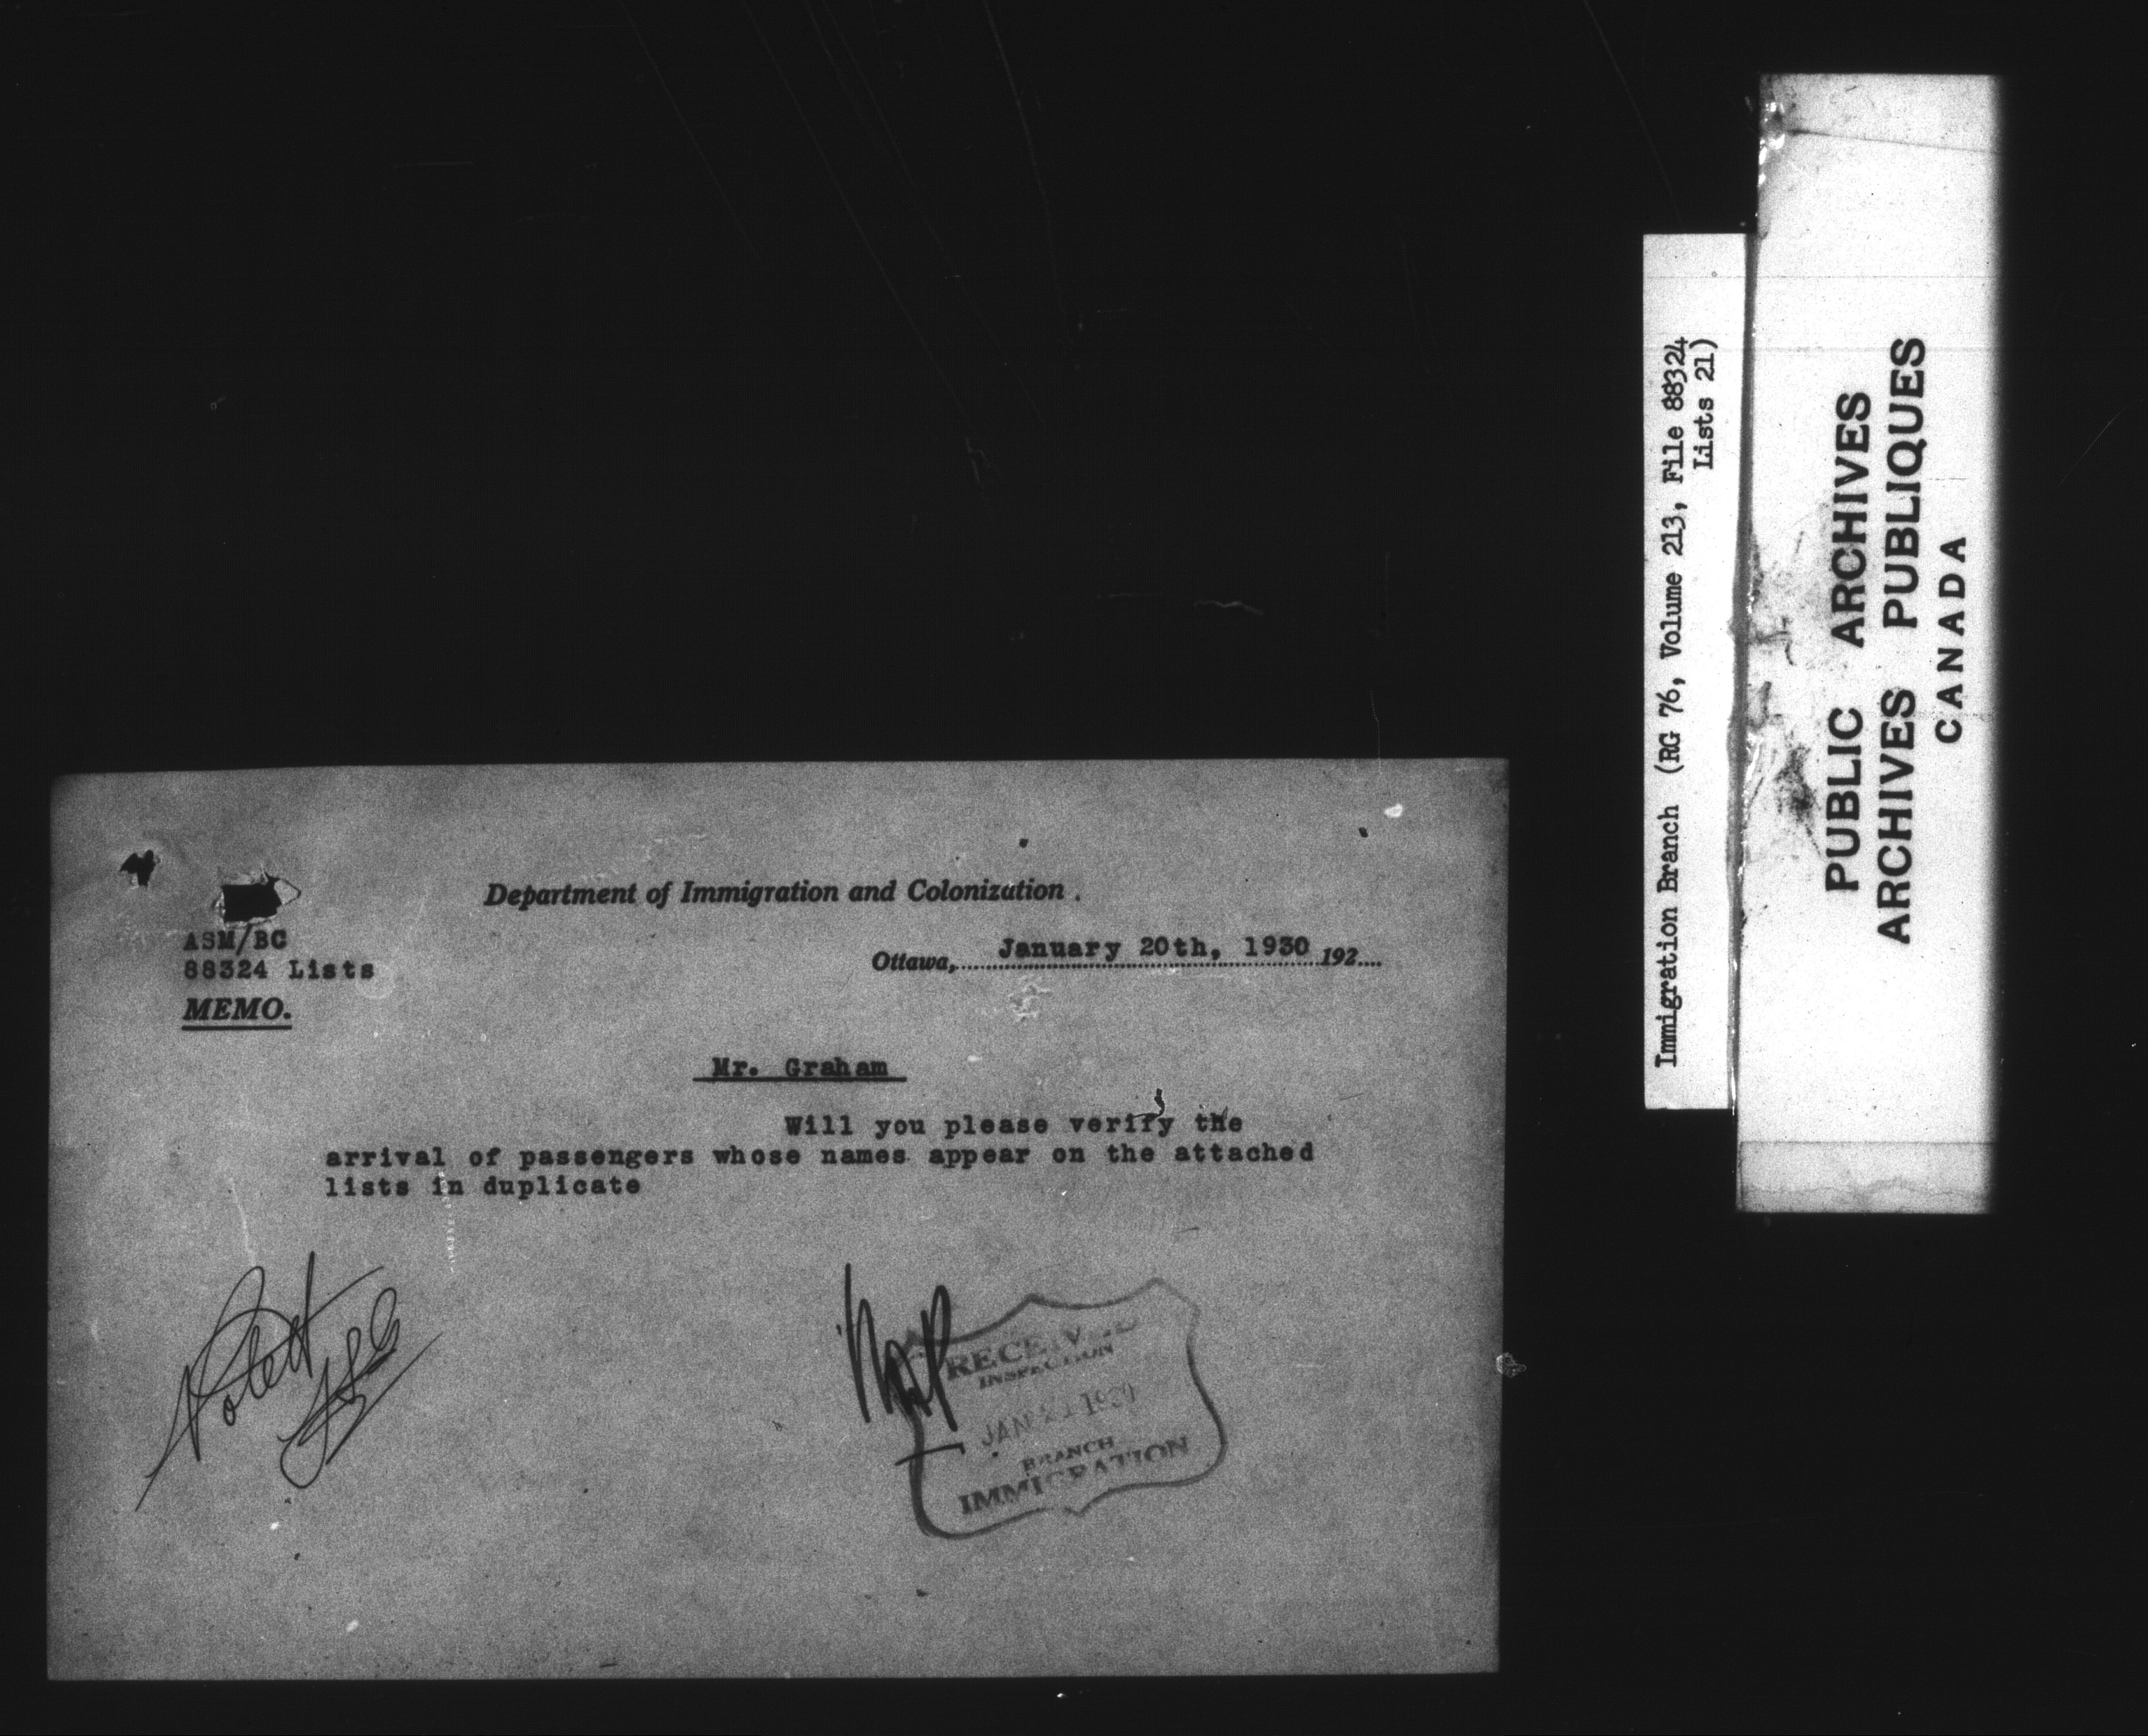 Department of Immigration and Colonization .
ASM/BC
88324 Lists
Ottawa, January 20th, 1930 192....
MEMO.
Mr. Graham
Will you please verify the
arrival of passengers whose names appear on the attached
lists in duplicate
RECEIVED
INSPECTION
JAN 1930
BRANCH
IMMIGRATION
Immigration Branch (RG 76, Volume 213, File 88324
Lists 21)
PUBLIC ARCHIVES
ARCHIVES PUBLIQUES
CANADA